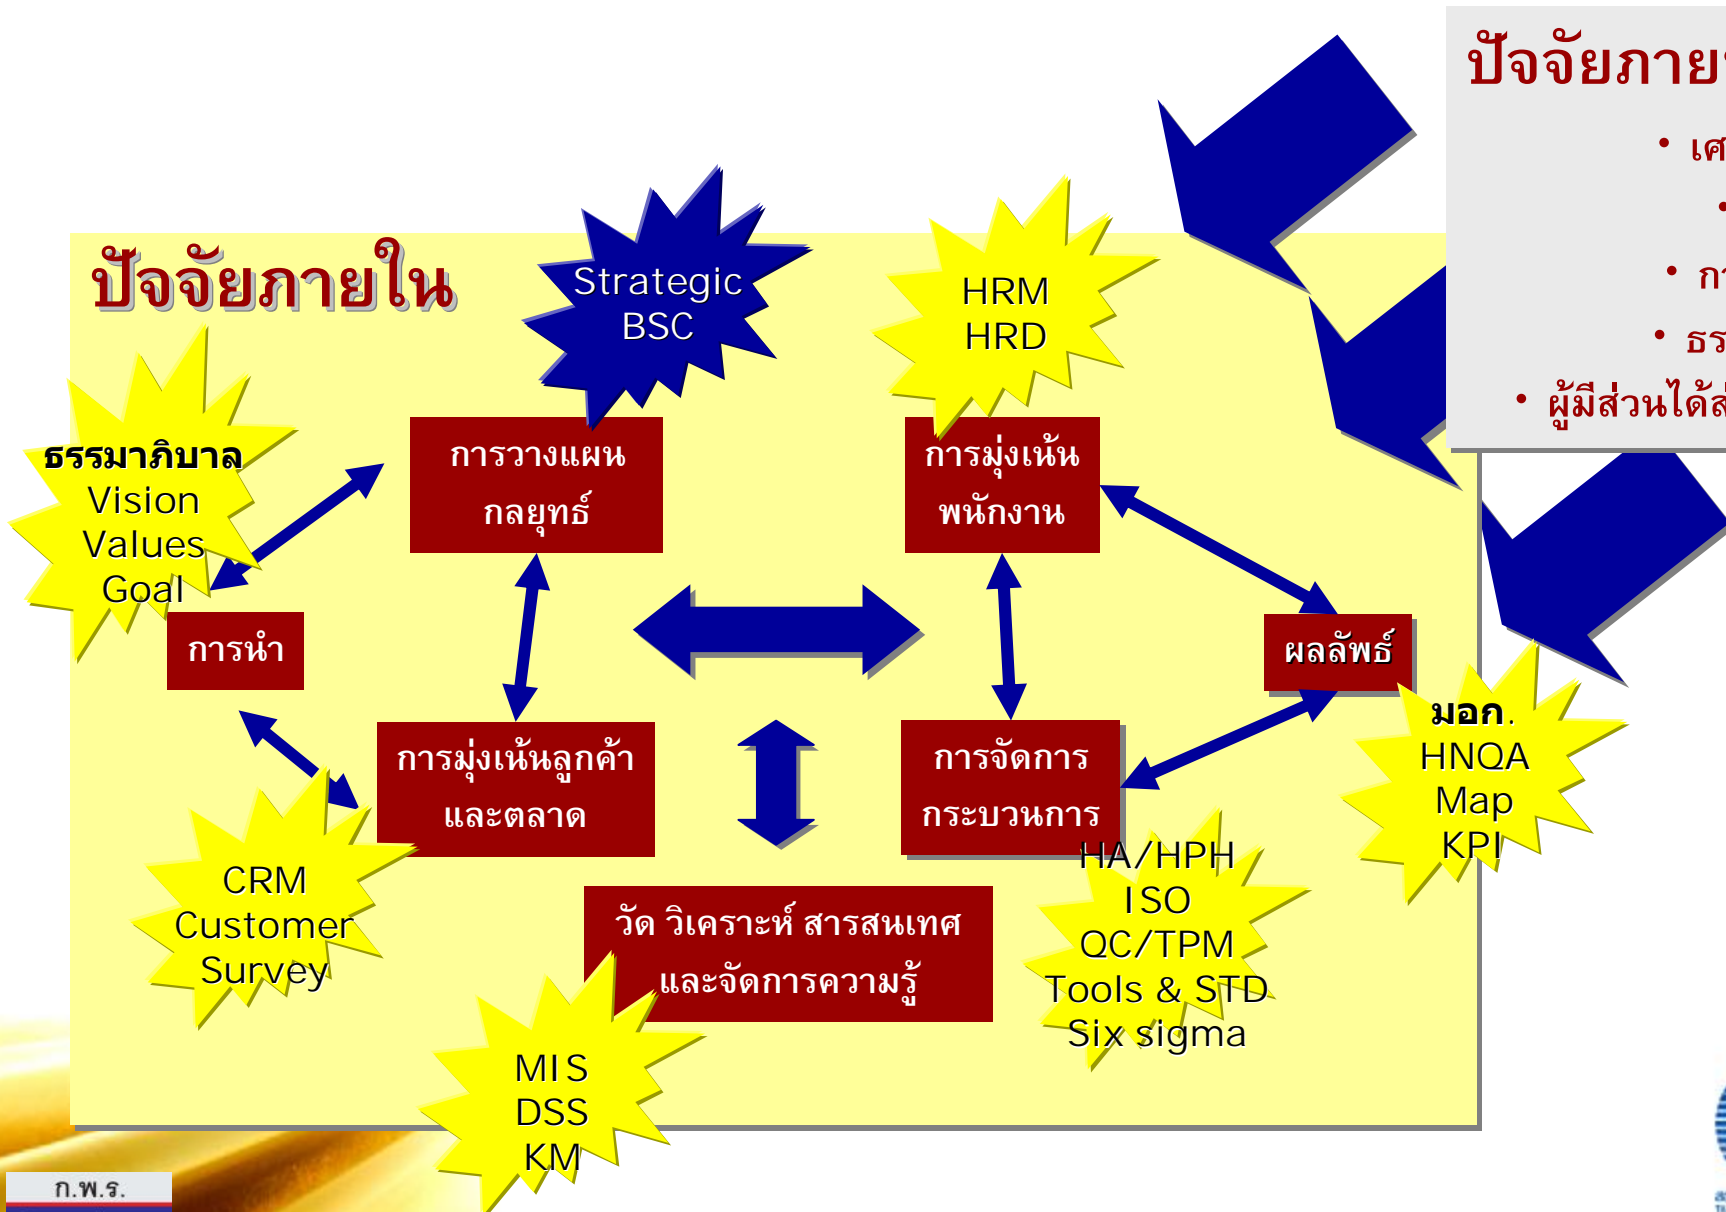 ปัจจัยภายใน
Strategic
BSC
HRM
HRD
ธรรมาภิบาล
Vision
Values
Goal
การวางแผน
กลยุทธ์
การมุ่งเน้น
พนักงาน
การนำ
ผลลัพธ์
การมุ่งเน้นลูกค้า
และตลาด
การจัดการ
กระบวนการ
มอก.
HNQA
Map
KPI
CRM
Customer
Survey
วัด วิเคราะห์ สารสนเทศ
และจัดการความรู้
HA/HPH
ISO
QC/TPM
Tools & STD
Six sigma
MIS
DSS
KM
ก.พ.ร.
ปัจจัยภาย
• เศ
•
• กา
• ธร
• ผู้มีส่วนได้ส่